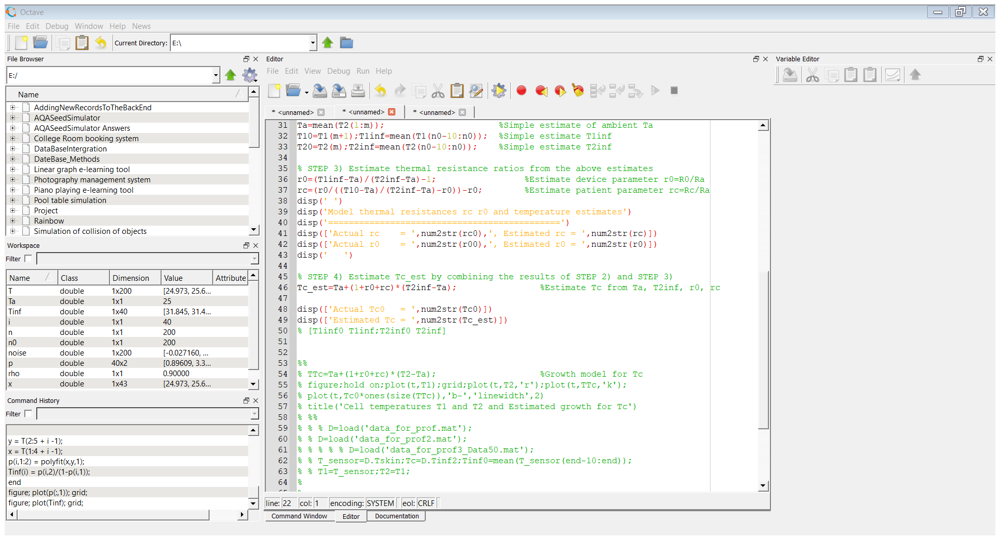 Octave
File Edit Debug Window Help News
Current Directory: E:\
File Browser
E:/
Name
AddingNewRecordsToTheBackEnd
AQASeedSimulator
AQASeedSimulator Answers
College Room booking system
DataBaseIntergration
DateBase_Methods
Linear graph e-learning tool
Photography management system
Piano playing e-learning tool
Pool table simulation
Project
Rainbow
Simulation of collision of objects
Workspace
Filter
Name Class Dimension Value Attribute
T double 1x200 [24.973, 25.6...
Ta double 1x1 25
Tinf double 1x40 [31.845, 31.4...
i double 1x1 40
n double 1x1 200
n0 double 1x1 200
noise double 1x200 [-0.027160, ...
p double 40x2 [0.89609, 3.3...
rho double 1x1 0.90000
x double 1x43 [24.973, 25.6...
Command History
Filter
y = T(2:5 + i -1);
x = T(1:4 + i -1);
p(i,1:2) = polyfit(x,y,1);
Tinf(i) = p(i,2)/(1-p(i,1));
end
figure; plot(p(:,1)); grid;
figure; plot(Tinf); grid;
Editor
File Edit View Debug Run Help
* <unnamed> * <unnamed> * <unnamed>
31 Ta=mean(T2(1:m)); %Simple estimate of ambient Ta
32 T10=T1(m+1);T1inf=mean(T1(n0-10:n0)); %Simple estimate T1inf
33 T20=T2(m);T2inf=mean(T2(n0-10:n0)); %Simple estimate T2inf
34
35 % STEP 3) Estimate thermal resistance ratios from the above estimates
36 r0=(T1inf-Ta)/(T2inf-Ta)-1; %Estimate device parameter r0=R0/Ra
37 rc=(r0/((T10-Ta)/(T2inf-Ta)-r0))-r0; %Estimate patient parameter rc=Rc/Ra
38 disp(' ')
39 disp('Model thermal resistances rc r0 and temperature estimates')
40 disp('=============================================')
41 disp(['Actual rc    = ',num2str(rc0),', Estimated rc = ',num2str(rc)])
42 disp(['Actual r0    = ',num2str(r00),', Estimated r0 = ',num2str(r0)])
43 disp('   ')
44
45 % STEP 4) Estimate Tc_est by combining the results of STEP 2) and STEP 3)
46 Tc_est=Ta+(1+r0+rc)*(T2inf-Ta); %Estimate Tc from Ta, T2inf, r0, rc
47
48 disp(['Actual Tc0   = ',num2str(Tc0)])
49 disp(['Estimated Tc = ',num2str(Tc_est)])
50 % [T1inf0 T1inf;T2inf0 T2inf]
51
52
53 %%
54 % TTc=Ta+(1+r0+rc)*(T2-Ta); %Growth model for Tc
55 % figure;hold on;plot(t,T1);grid;plot(t,T2,'r');plot(t,TTc,'k');
56 % plot(t,Tc0*ones(size(TTc)),'b-','linewidth',2)
57 % title('Cell temperatures T1 and T2 and Estimated growth for Tc')
58 % %%
59 % % % D=load('data_for_prof.mat');
60 % % D=load('data_for_prof2.mat');
61 % % % % % D=load('data_for_prof3_Data50.mat');
62 % % T_sensor=D.Tskin;Tc=D.Tinf2;Tinf0=mean(T_sensor(end-10:end));
63 % % T1=T_sensor;T2=T1;
64 %
line: 22 col: 1 encoding: SYSTEM eol: CRLF
Command Window Editor Documentation
Variable Editor